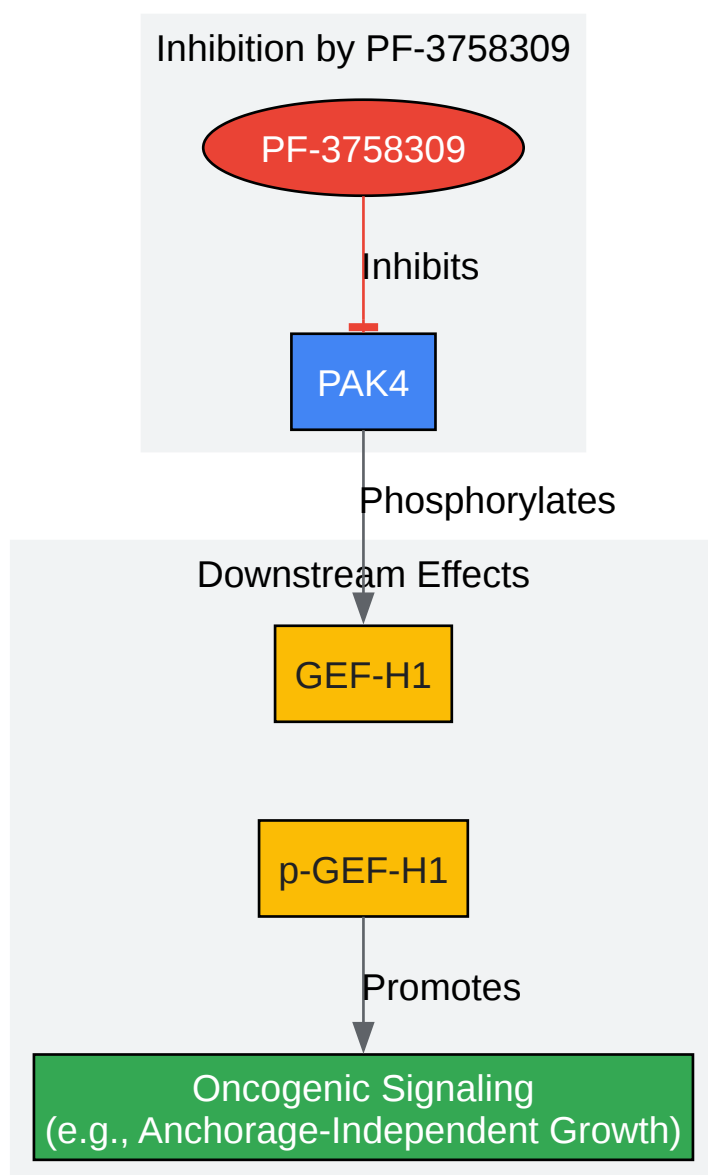 Inhibition by PF-3758309
PF-3758309
Inhibits
PAK4
Phosphorylates
Downstream Effects
GEF-H1
p-GEF-H1
Promotes
Oncogenic Signaling
(e.g., Anchorage-Independent Growth)